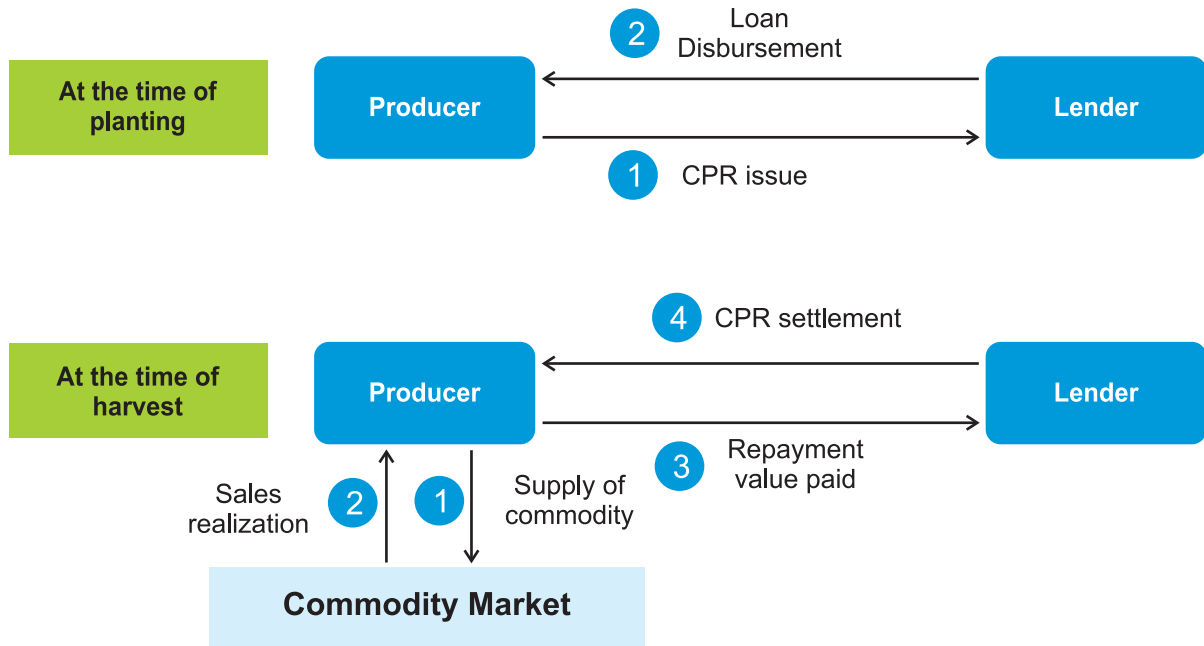 2
Loan
Disbursement
At the time of
planting
Producer
Lender
1
CPR issue
4
CPR settlement
At the time of
harvest
Producer
Lender
3
Repayment
value paid
Sales
realization
2
1
Supply of
commodity
Commodity Market